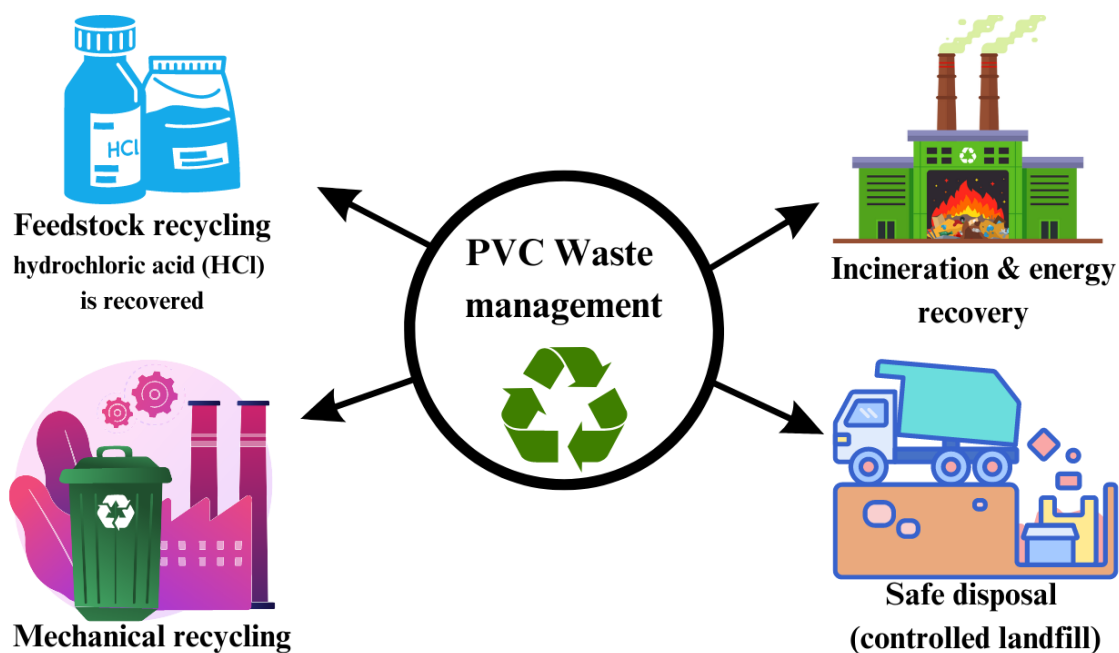 HCL
Feedstock recycling
hydrochloric acid (HCl)
is recovered
PVC Waste
management
Incineration & energy
recovery
Mechanical recycling
Safe disposal
(controlled landfill)